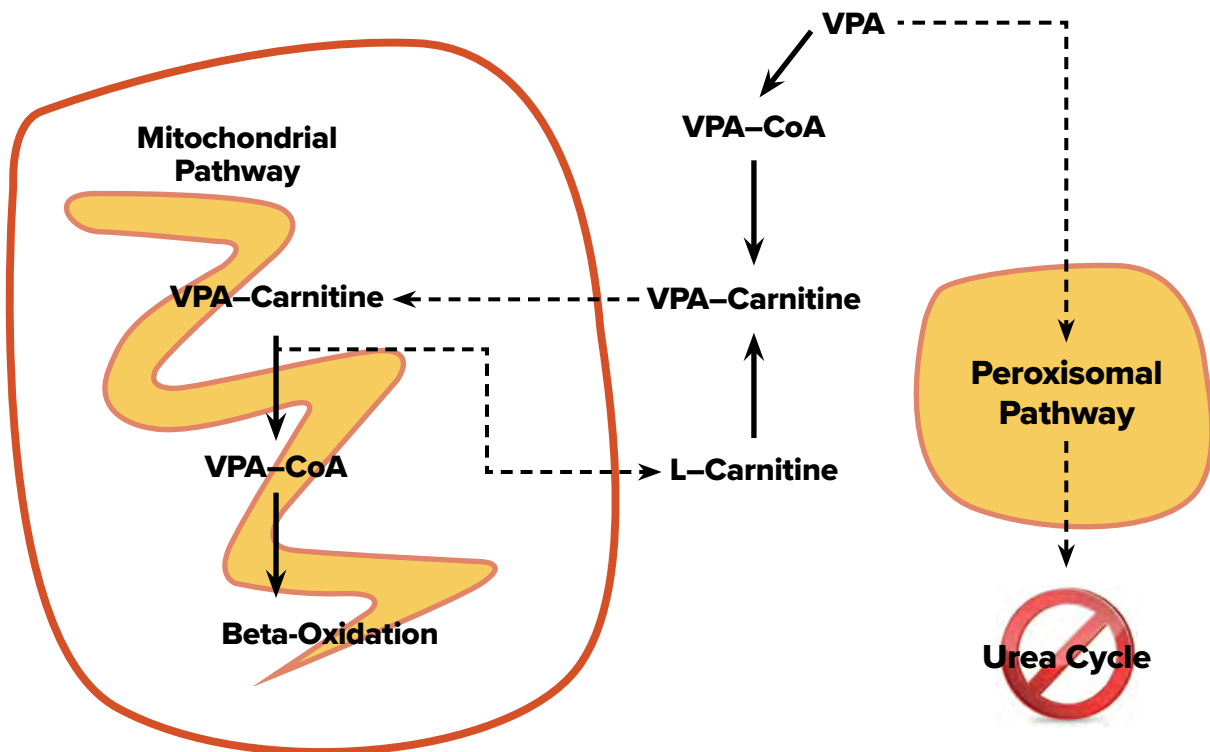 VPA
VPA–CoA
Mitochondrial
Pathway
VPA–Carnitine
VPA–Carnitine
Peroxisomal
Pathway
VPA–CoA
L–Carnitine
Beta-Oxidation
Urea Cycle